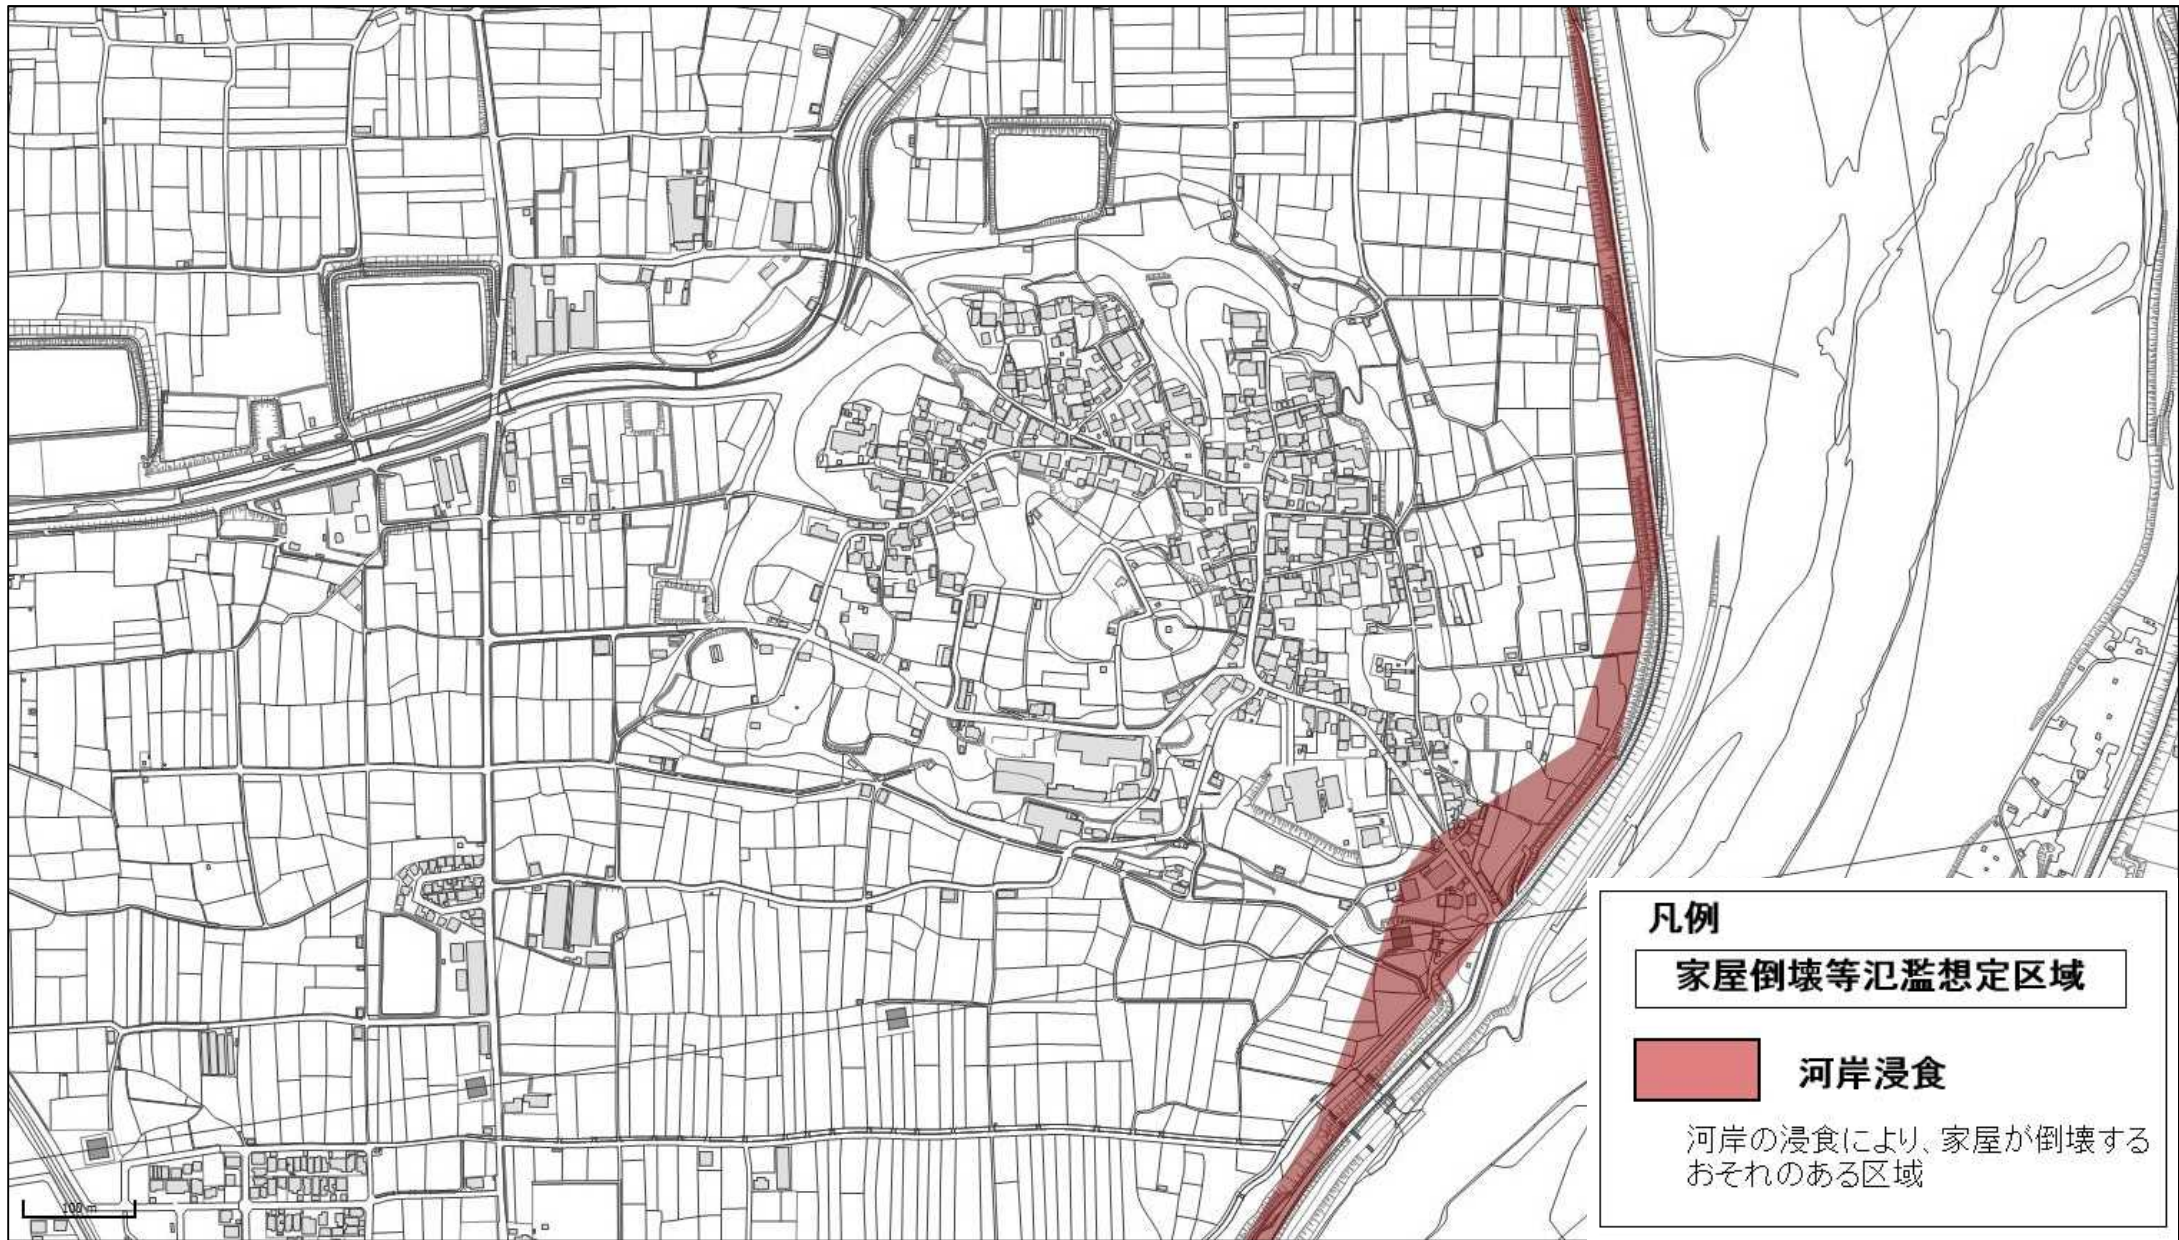 凡例
家屋倒壊等氾濫想定区域
河岸浸食
河岸の浸食により、家屋が倒壊する
おそれのある区域
100 m